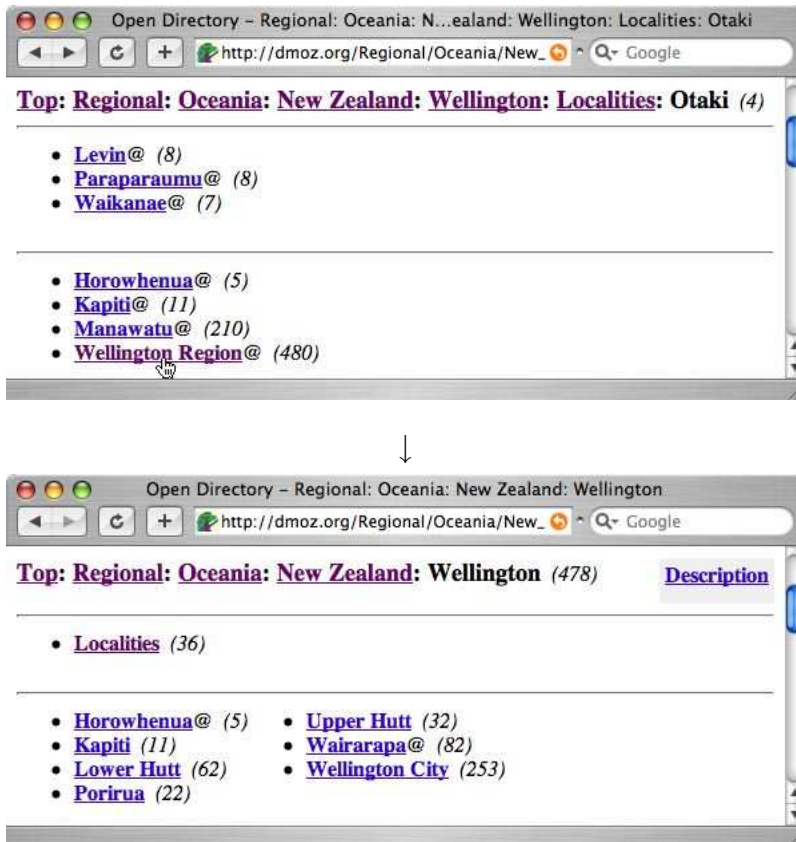 Open Directory – Regional: Oceania: N...ealand: Wellington: Localities: Otaki
http://dmoz.org/Regional/Oceania/New_ Google
Top: Regional: Oceania: New Zealand: Wellington: Localities: Otaki (4)
• Levin@ (8)
• Paraparaumu@ (8)
• Waikanae@ (7)
• Horowhenua@ (5)
• Kapiti@ (11)
• Manawatu@ (210)
• Wellington Region@ (480)
↓
Open Directory – Regional: Oceania: New Zealand: Wellington
http://dmoz.org/Regional/Oceania/New_ Google
Top: Regional: Oceania: New Zealand: Wellington (478) Description
• Localities (36)
• Horowhenua@ (5) • Upper Hutt (32)
• Kapiti (11) • Wairarapa@ (82)
• Lower Hutt (62) • Wellington City (253)
• Porirua (22)